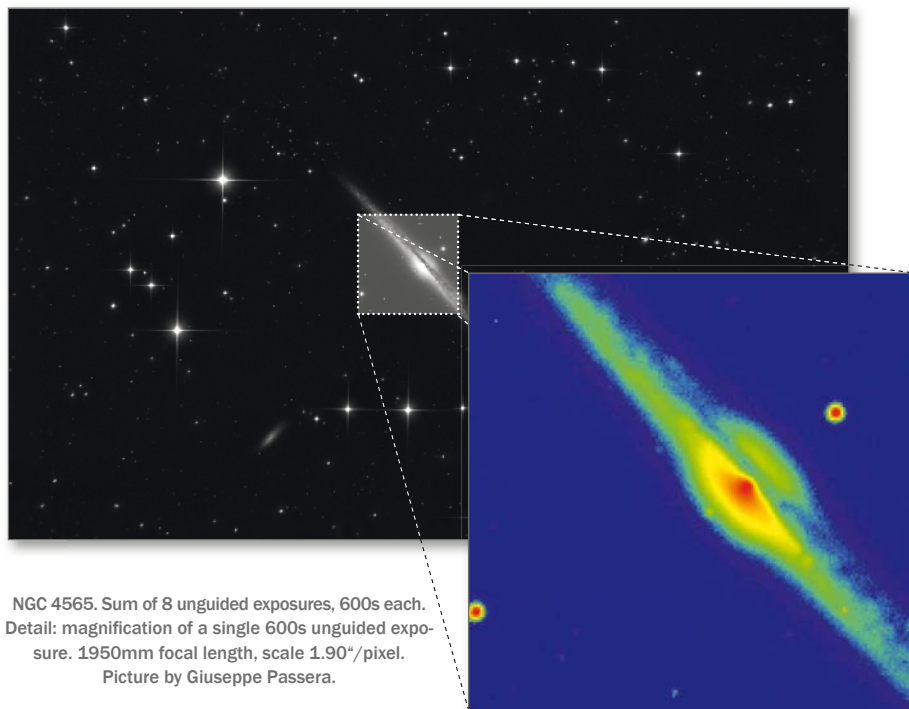 NGC 4565. Sum of 8 unguided exposures, 600s each.
Detail: magnification of a single 600s unguided expo-
sure. 1950mm focal length, scale 1.90“/pixel.
Picture by Giuseppe Passera.